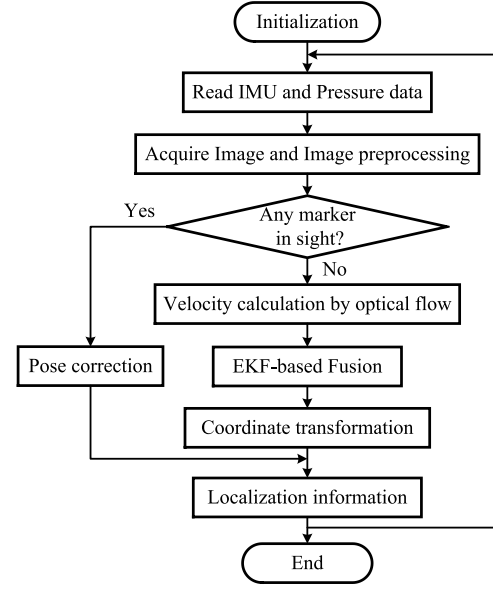 Initialization
Read IMU and Pressure data
Acquire Image and Image preprocessing
Yes
Any marker
in sight?
No
Velocity calculation by optical flow
Pose correction
EKF-based Fusion
Coordinate transformation
Localization information
End